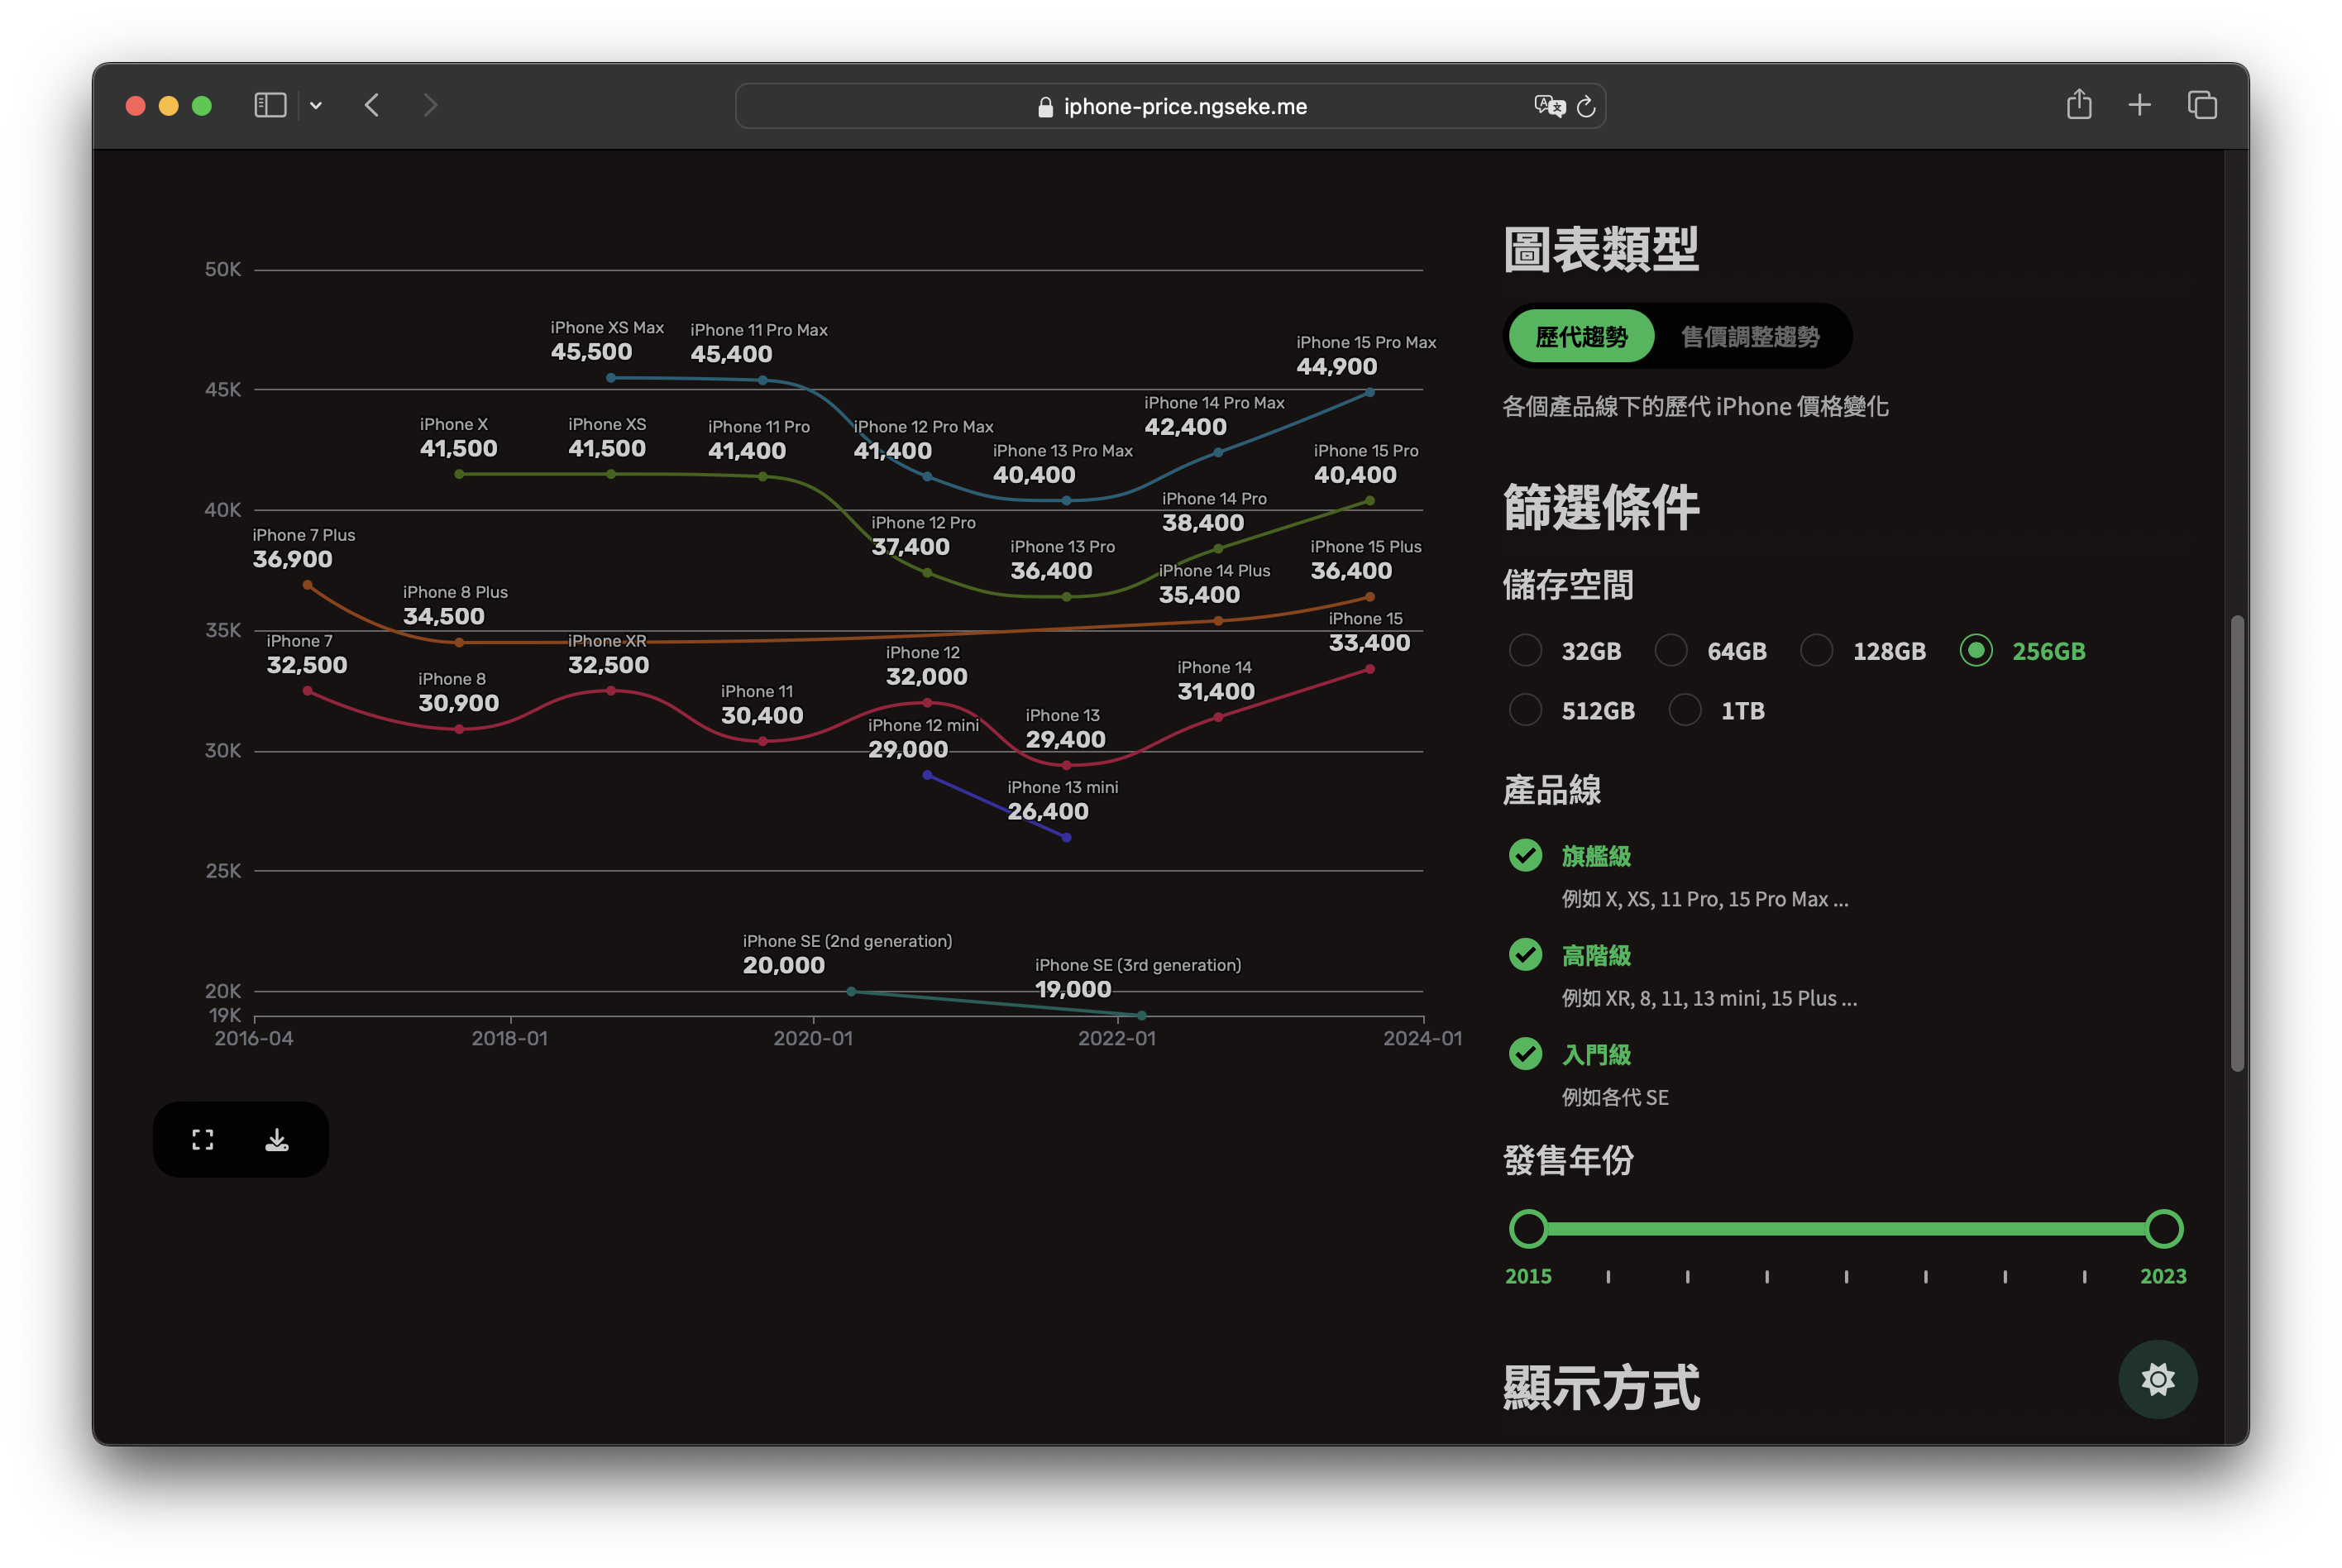 iphone-price.ngseke.me
50K
45K
40K
35K
30K
25K
20K
19K
2016-04
2018-01
2020-01
2022-01
2024-01
iPhone XS Max
45,500
iPhone 11 Pro Max
45,400
iPhone 12 Pro Max
41,400
iPhone 13 Pro Max
40,400
iPhone 14 Pro Max
42,400
iPhone 15 Pro Max
44,900
iPhone X
41,500
iPhone XS
41,500
iPhone 11 Pro
41,400
iPhone 12 Pro
37,400
iPhone 13 Pro
36,400
iPhone 14 Pro
38,400
iPhone 15 Pro
40,400
iPhone 7 Plus
36,900
iPhone 8 Plus
34,500
iPhone 14 Plus
35,400
iPhone 15 Plus
36,400
iPhone 7
32,500
iPhone 8
30,900
iPhone XR
32,500
iPhone 11
30,400
iPhone 12
32,000
iPhone 13
29,400
iPhone 14
31,400
iPhone 15
33,400
iPhone 12 mini
29,000
iPhone 13 mini
26,400
iPhone SE (2nd generation)
20,000
iPhone SE (3rd generation)
19,000
圖表類型
歷代趨勢 售價調整趨勢
各個產品線下的歷代 iPhone 價格變化
篩選條件
儲存空間
32GB 64GB 128GB 256GB
512GB 1TB
產品線
旗艦級
例如 X, XS, 11 Pro, 15 Pro Max ...
高階級
例如 XR, 8, 11, 13 mini, 15 Plus ...
入門級
例如各代 SE
發售年份
2015 2023
顯示方式